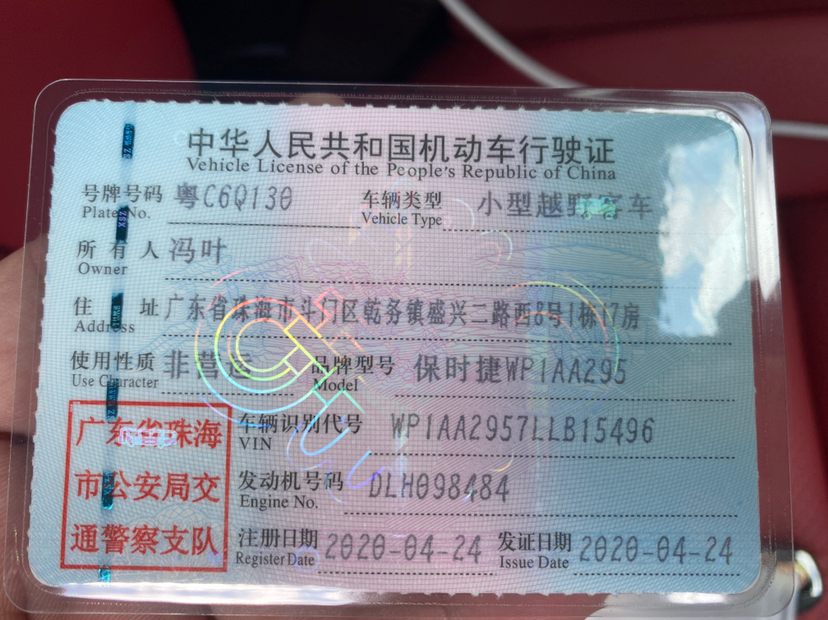 中华人民共和国机动车行驶证
Vehicle License of the People's Republic of China
号牌号码 粤C6Q130 车辆类型 小型越野客车
Plate No. Vehicle Type
所有人 冯叶
Owner
住址 广东省珠海市斗门区乾务镇盛兴二路西8号1栋 7房
Address
使用性质 非营运 品牌型号 保时捷WP1AA295
Use Character Model
广东省珠海 车辆识别代号 WP1AA2957LLB15496
VIN
市公安局交 发动机号码 DLH098484
Engine No.
通警察支队 注册日期 2020-04-24 发证日期 2020-04-24
Register Date Issue Date